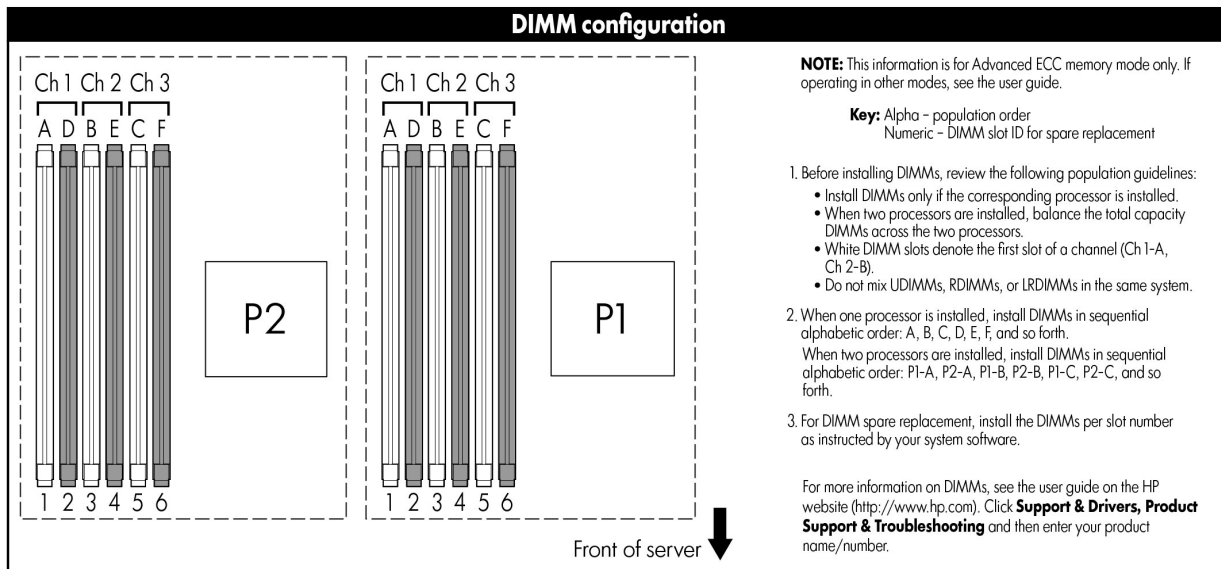 DIMM configuration
Ch 1 Ch 2 Ch 3
A D B E C F
P2
1 2 3 4 5 6
Ch 1 Ch 2 Ch 3
A D B E C F
P1
1 2 3 4 5 6
Front of server
NOTE: This information is for Advanced ECC memory mode only. If
operating in other modes, see the user guide.
Key: Alpha – population order
Numeric – DIMM slot ID for spare replacement
1. Before installing DIMMs, review the following population guidelines:
• Install DIMMs only if the corresponding processor is installed.
• When two processors are installed, balance the total capacity
DIMMs across the two processors.
• White DIMM slots denote the first slot of a channel (Ch 1-A,
Ch 2-B).
• Do not mix UDIMMs, RDIMMs, or LRDIMMs in the same system.
2. When one processor is installed, install DIMMs in sequential
alphabetic order: A, B, C, D, E, F, and so forth.
When two processors are installed, install DIMMs in sequential
alphabetic order: P1-A, P2-A, P1-B, P2-B, P1-C, P2-C, and so
forth.
3. For DIMM spare replacement, install the DIMMs per slot number
as instructed by your system software.
For more information on DIMMs, see the user guide on the HP
website (http://www.hp.com). Click Support & Drivers, Product
Support & Troubleshooting and then enter your product
name/number.